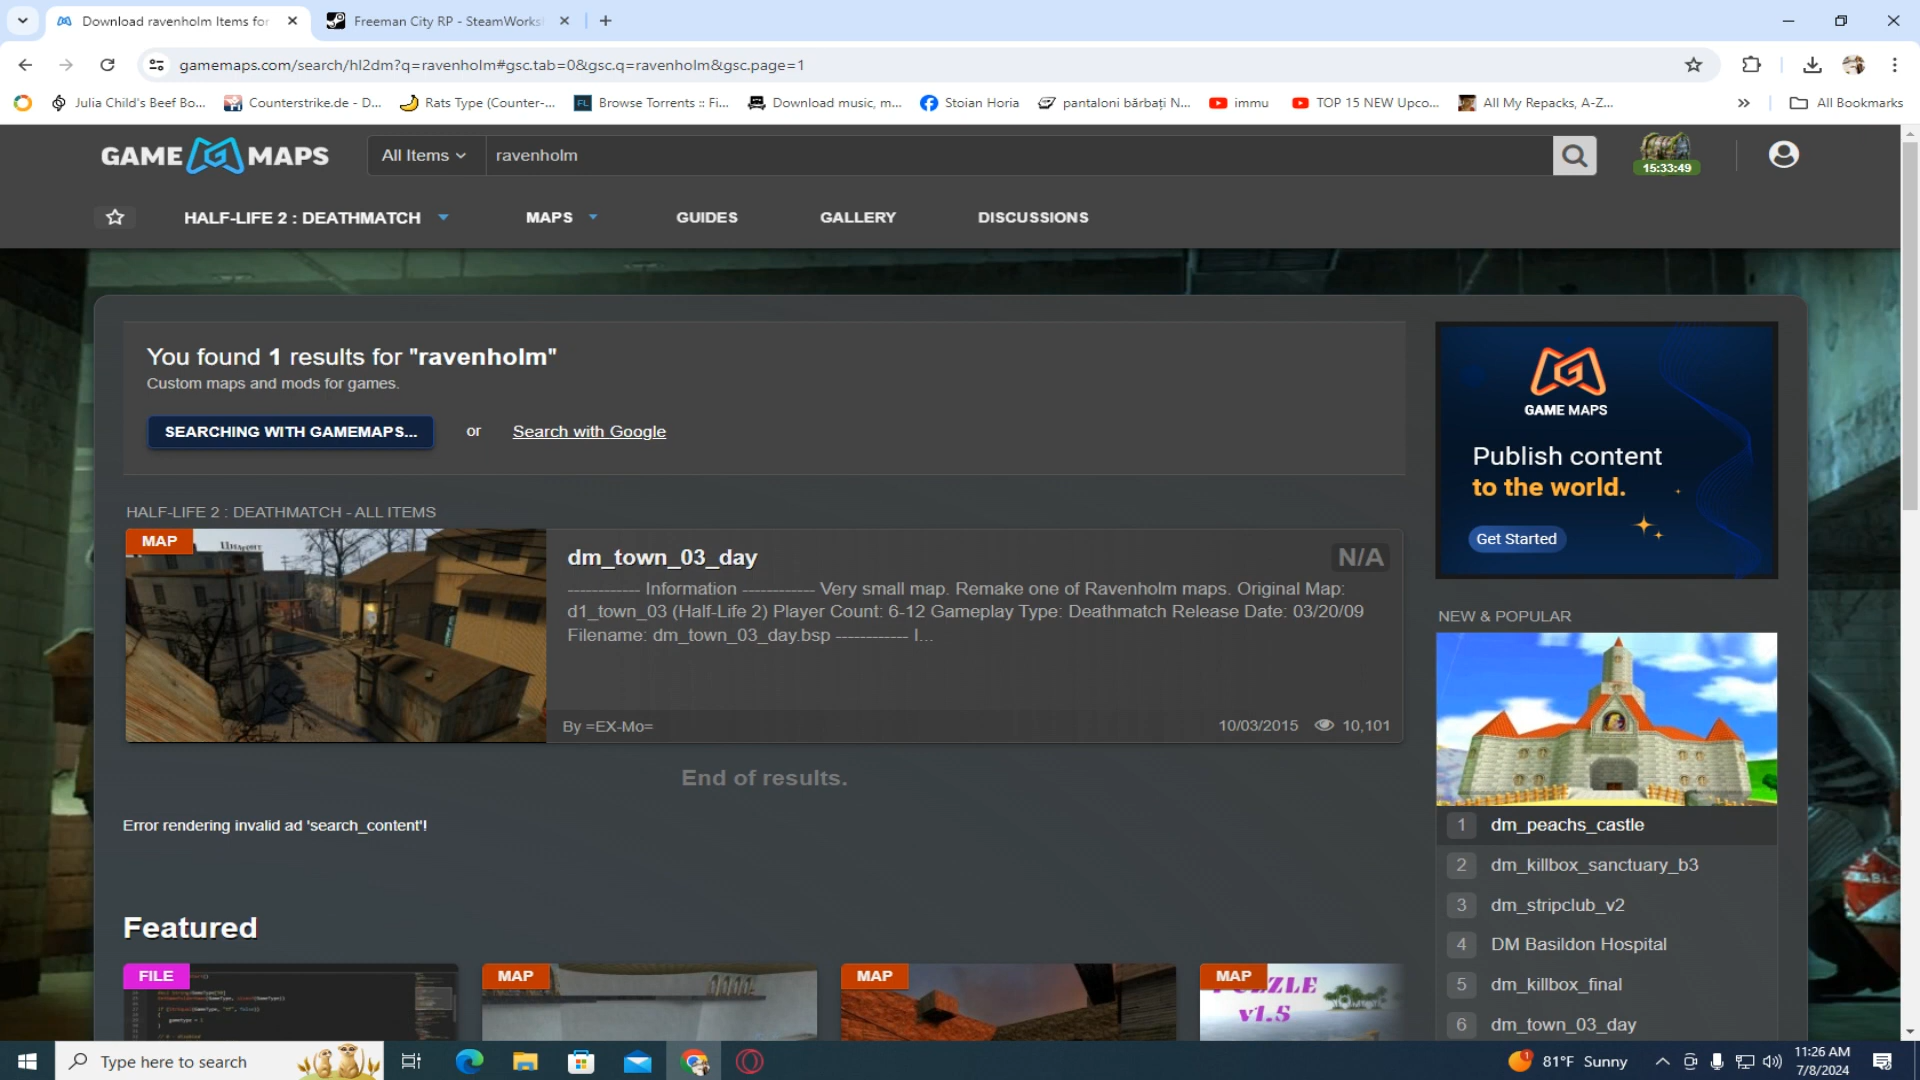 Download ravenholm Items for
Freeman City RP - SteamWorksh
gamemaps.com/search/hl2dm?q=ravenholm#gsc.tab=0&gsc.q=ravenholm&gsc.page=1
Julia Child's Beef Bo...
Counterstrike.de - D...
Rats Type (Counter-...
FL
Browse Torrents :: Fi...
Download music, m...
Stoian Horia
pantaloni bărbați N...
immu
TOP 15 NEW Upco...
All My Repacks, A-Z...
All Bookmarks
GAME MAPS
All Items
ravenholm
15:33:49
HALF-LIFE 2 : DEATHMATCH
MAPS
GUIDES
GALLERY
DISCUSSIONS
You found 1 results for "ravenholm"
Custom maps and mods for games.
SEARCHING WITH GAMEMAPS...
or
Search with Google
GAME MAPS
Publish content
to the world.
Get Started
HALF-LIFE 2 : DEATHMATCH - ALL ITEMS
MAP
dm_town_03_day
N/A
------------ Information ------------ Very small map. Remake one of Ravenholm maps. Original Map:
d1_town_03 (Half-Life 2) Player Count: 6-12 Gameplay Type: Deathmatch Release Date: 03/20/09
Filename: dm_town_03_day.bsp ------------ I...
By =EX-Mo=
10/03/2015
10,101
End of results.
Error rendering invalid ad 'search_content'!
NEW & POPULAR
1 dm_peachs_castle
2 dm_killbox_sanctuary_b3
3 dm_stripclub_v2
4 DM Basildon Hospital
5 dm_killbox_final
6 dm_town_03_day
Featured
FILE
MAP
MAP
MAP
v1.5
Type here to search
1
81°F Sunny
11:26 AM
7/8/2024